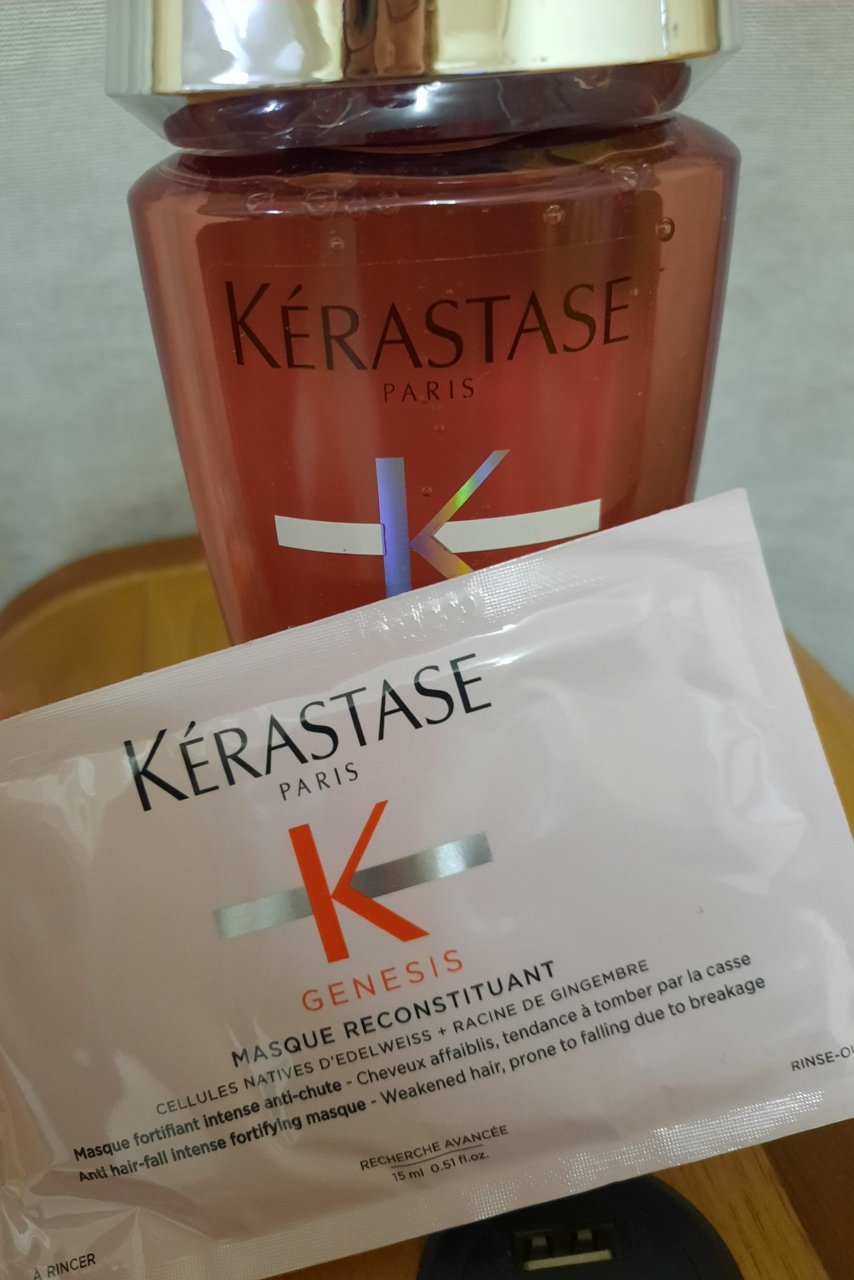 KÉRASTASE
PARIS
K
KÉRASTASE
PARIS
K
GENESIS
MASQUE RECONSTITUANT
CELLULES NATIVES D'EDELWEISS + RACINE DE GINGEMBRE
Masque fortifiant intense anti-chute - Cheveux affaiblis, tendance à tomber par la casse
Anti hair-fall intense fortifying masque - Weakened hair, prone to falling due to breakage
RECHERCHE AVANCÉE
15 ml 0.51 fl.oz.
À RINCER